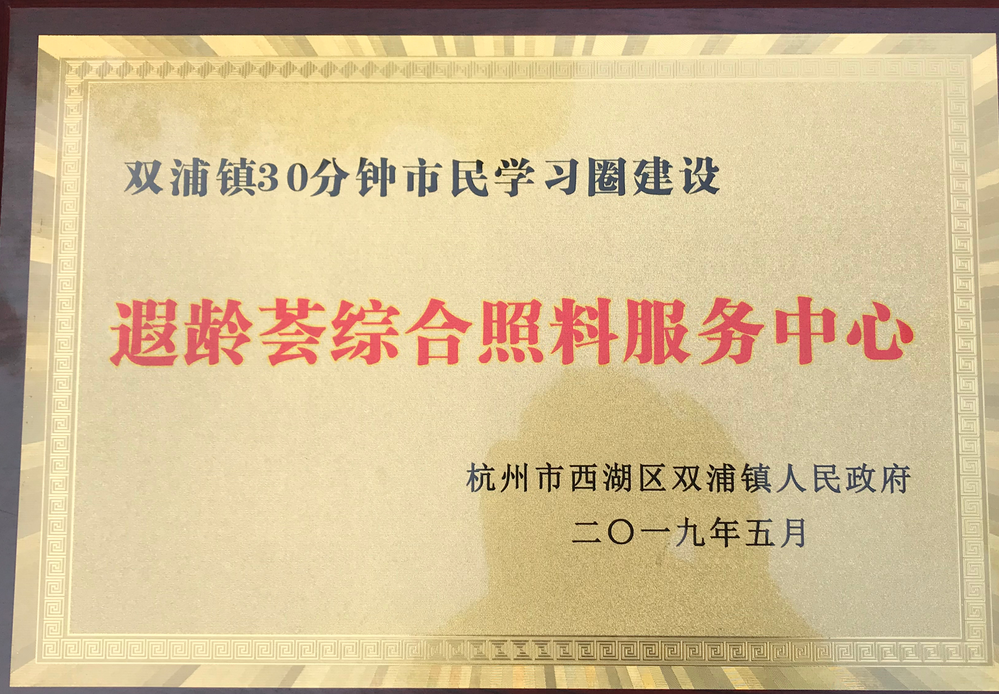 双浦镇30分钟市民学习圈建设
遐龄荟综合照料服务中心
杭州市西湖区双浦镇人民政府
二〇一九年五月